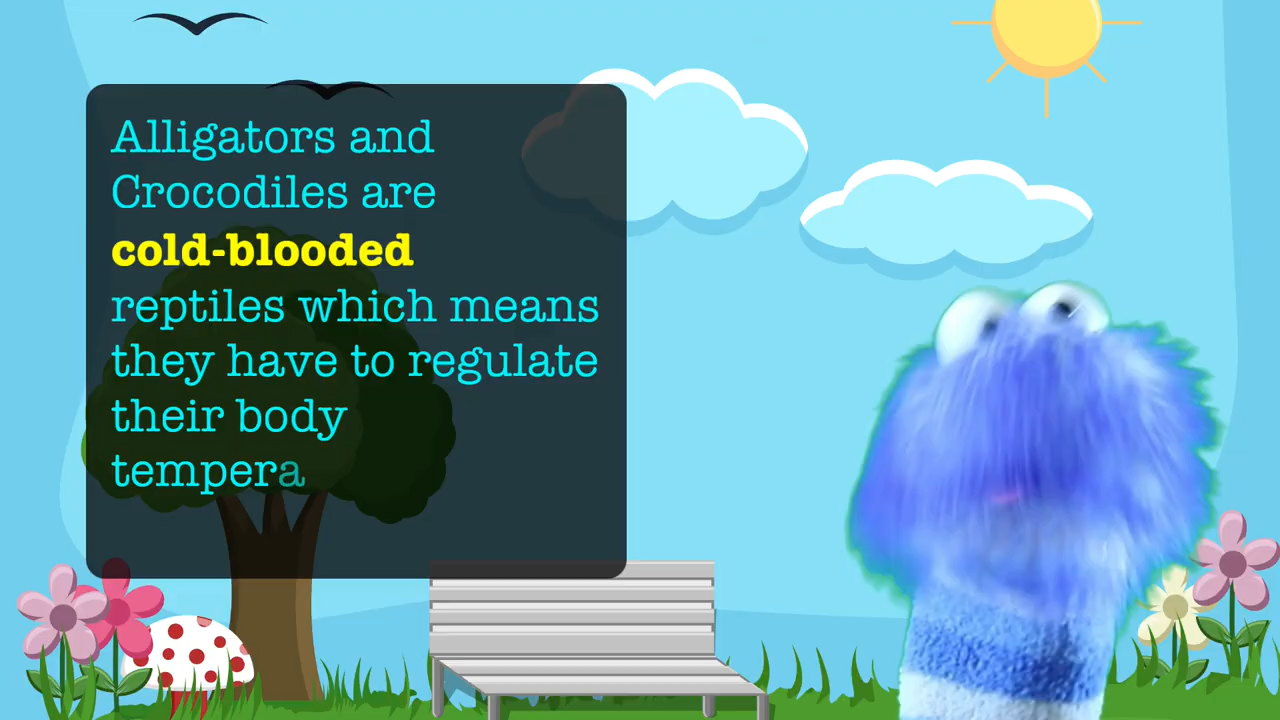 Alligators and
Crocodiles are
cold-blooded
reptiles which means
they have to regulate
their body
tempera